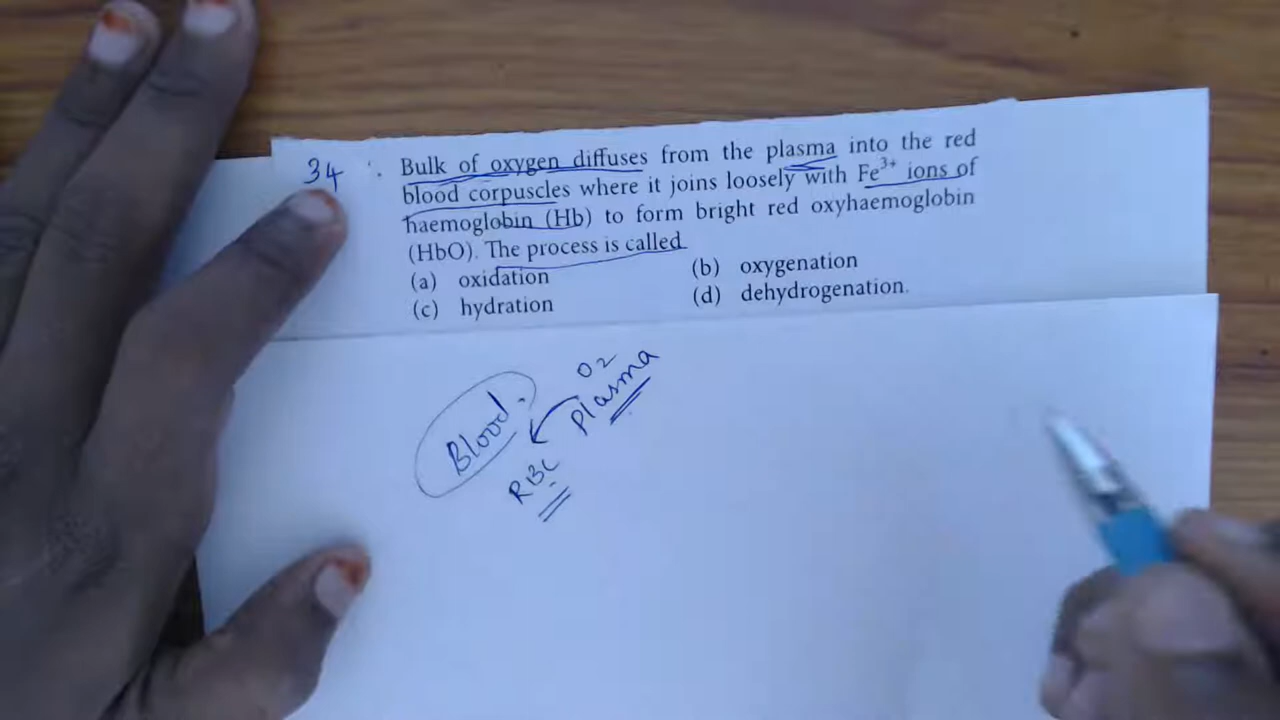 34. Bulk of oxygen diffuses from the plasma into the red
blood corpuscles where it joins loosely with Fe³⁺ ions of
haemoglobin (Hb) to form bright red oxyhaemoglobin
(HbO). The process is called
(a) oxidation (b) oxygenation
(c) hydration (d) dehydrogenation.
O2
Blood. Plasma
RBC